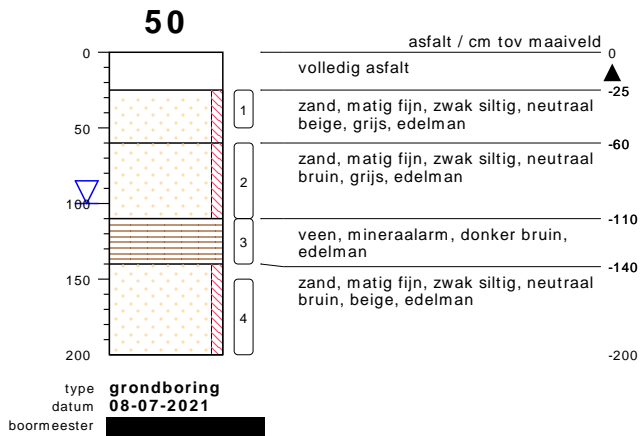 50
asfalt / cm tov maaiveld
0
0
volledig asfalt
-25
1
zand, matig fijn, zwak siltig, neutraal
beige, grijs, edelman
50
-60
zand, matig fijn, zwak siltig, neutraal
bruin, grijs, edelman
2
100
-110
3
veen, mineraalarm, donker bruin,
edelman
-140
150
zand, matig fijn, zwak siltig, neutraal
bruin, beige, edelman
4
200
-200
type grondboring
datum 08-07-2021
boormeester